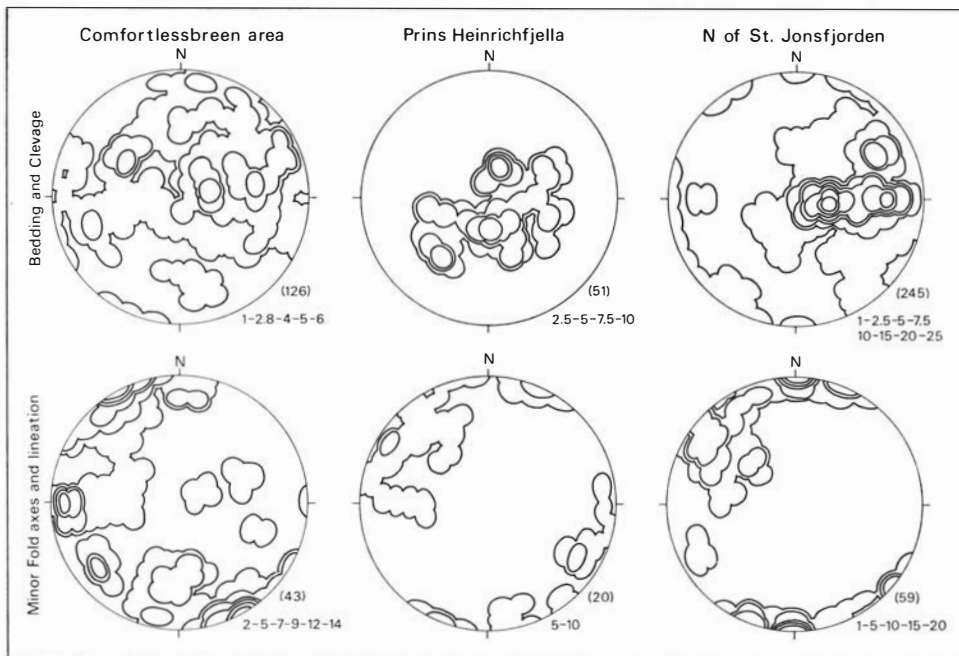 Comfortlessbreen area
Prins Heinrichfjella
N of St. Jonsfjorden
Bedding and Clevage
N
N
N
(126)
1–2.8–4–5–6
(51)
2.5–5–7.5–10
(245)
1–2.5–5–7.5
10–15–20–25
Minor Fold axes and lineation
N
N
N
(43)
2–5–7–9–12–14
(20)
5–10
(59)
1–5–10–15–20